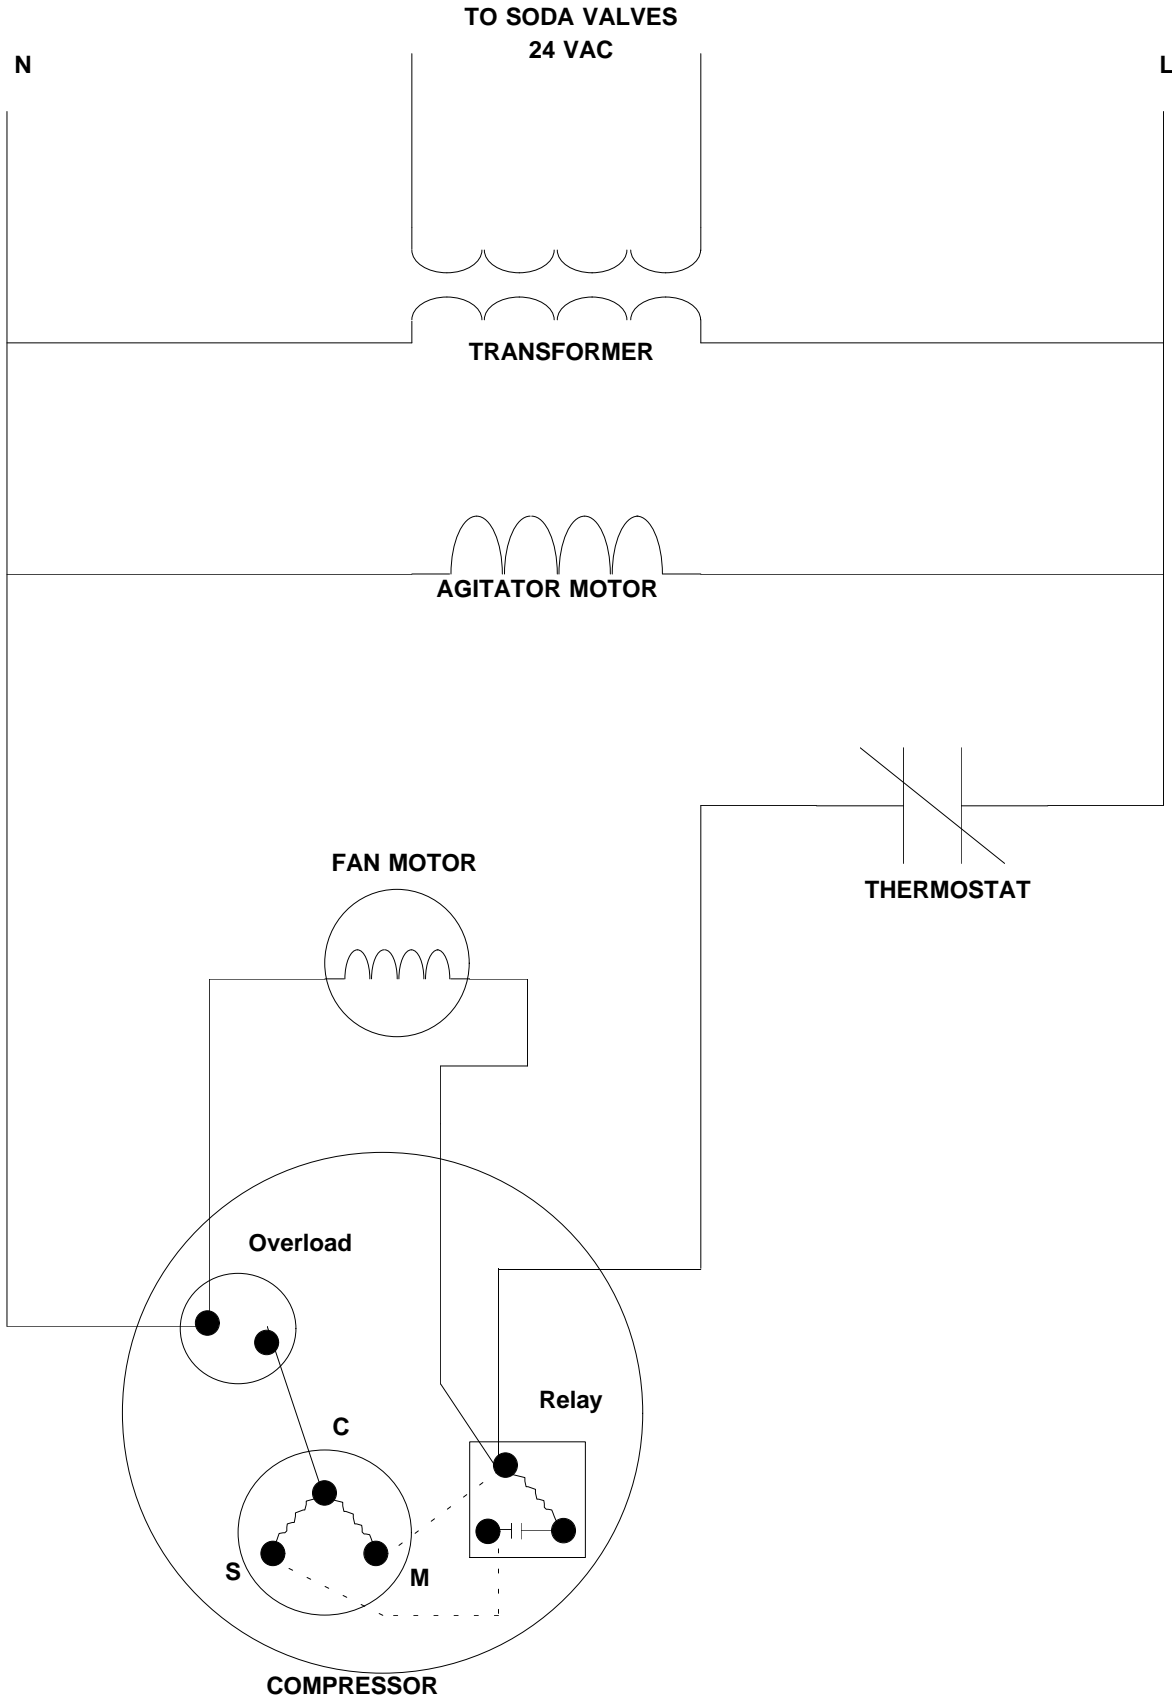 TO SODA VALVES
24 VAC
N
L
TRANSFORMER
AGITATOR MOTOR
FAN MOTOR
THERMOSTAT
Overload
Relay
C
S
M
COMPRESSOR